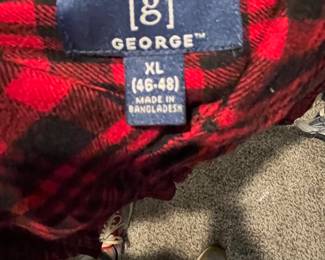 [g]
GEORGE™
XL
(46-48)
MADE IN
BANGLADESH